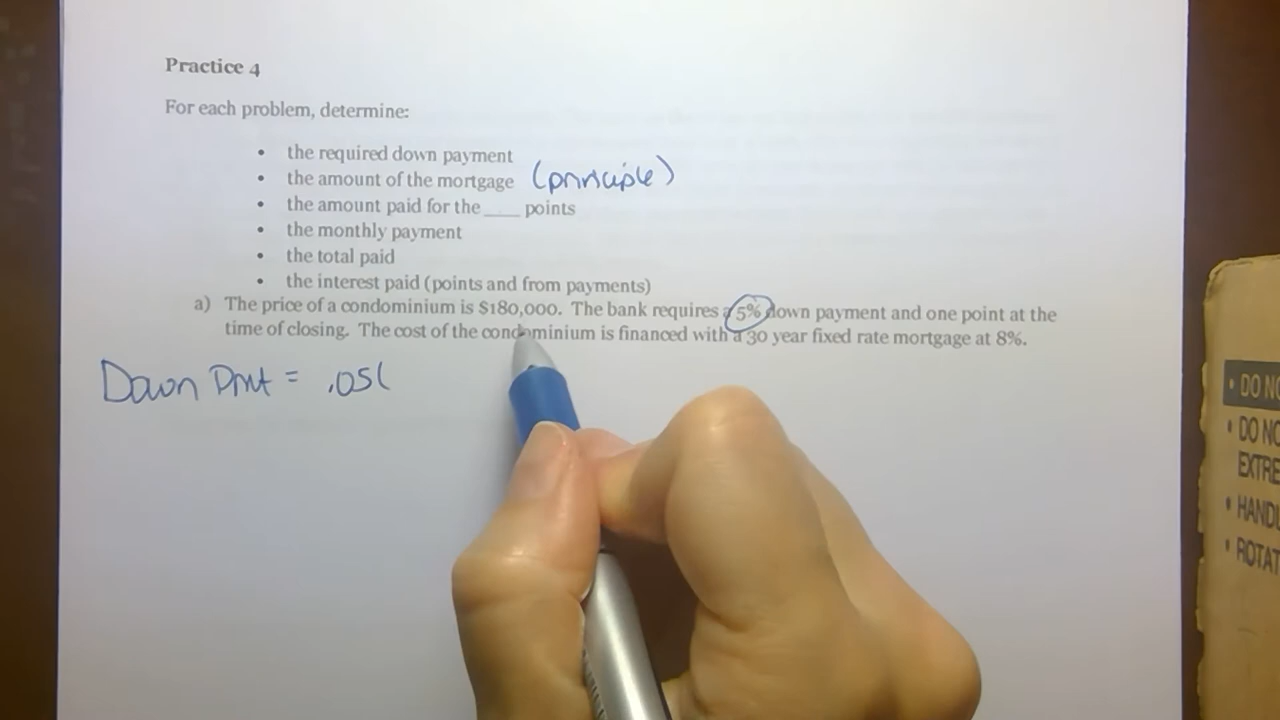 Practice 4
For each problem, determine:
• the required down payment
• the amount of the mortgage (principle)
• the amount paid for the ____ points
• the monthly payment
• the total paid
• the interest paid (points and from payments)
a) The price of a condominium is $180,000. The bank requires a 5% down payment and one point at the
time of closing. The cost of the condominium is financed with a 30 year fixed rate mortgage at 8%.
Down Pmt = .05(
• DO NO
• DO NO
EXTRE
• HANDL
• ROTAT